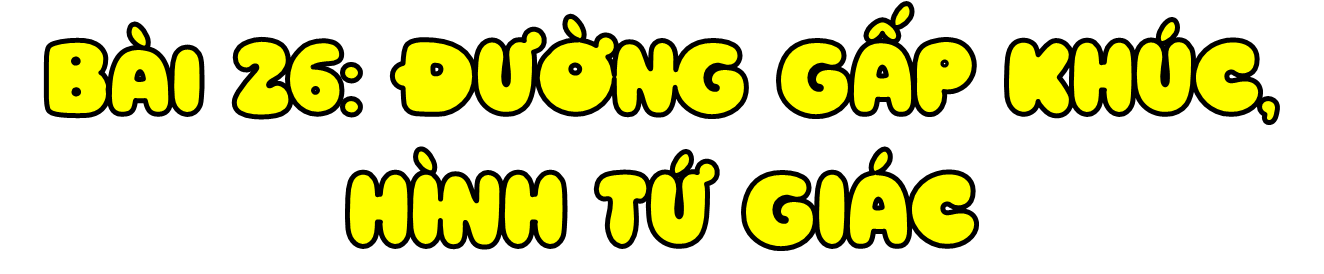 BÀI 26: ĐƯỜNG GẤP KHÚC,
HÌNH TỨ GIÁC